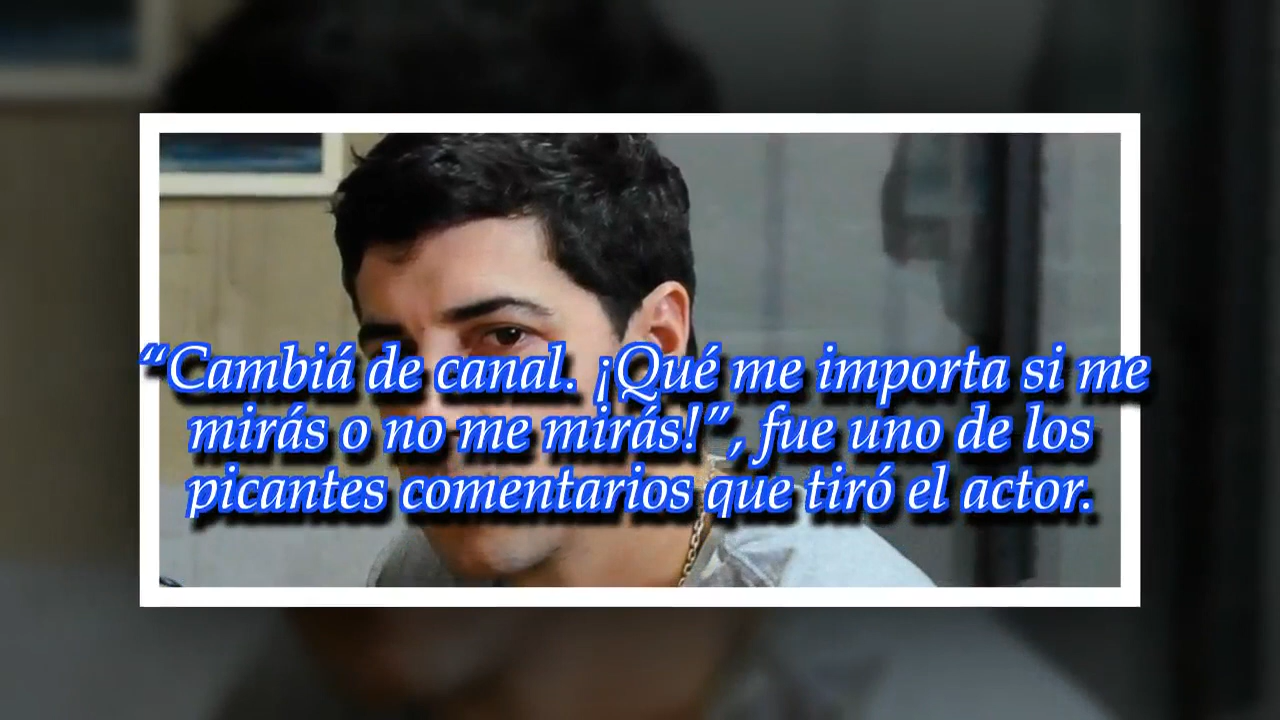 “Cambiá de canal. ¡Qué me importa si me
mirás o no me mirás!”, fue uno de los
picantes comentarios que tiró el actor.